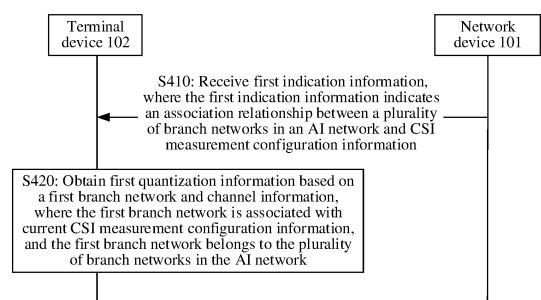 Terminal
device 102
Network
device 101
S410: Receive first indication information,
where the first indication information indicates
an association relationship between a plurality
of branch networks in an AI network and CSI
measurement configuration information
S420: Obtain first quantization information based on
a first branch network and channel information,
where the first branch network is associated with
current CSI measurement configuration information,
and the first branch network belongs to the plurality
of branch networks in the AI network